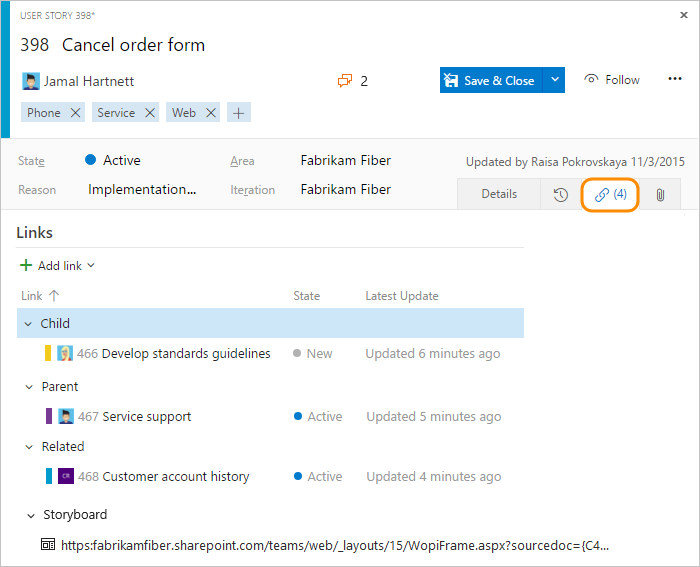 USER STORY 398*
398 Cancel order form
Jamal Hartnett
2
Save & Close
Follow
...
Phone
Service
Web
State Active Area Fabrikam Fiber Updated by Raisa Pokrovskaya 11/3/2015
Reason Implementation... Iteration Fabrikam Fiber
Details (4)
Links
Add link
Link State Latest Update
Child
466 Develop standards guidelines New Updated 6 minutes ago
Parent
467 Service support Active Updated 5 minutes ago
Related
468 Customer account history Active Updated 4 minutes ago
Storyboard
https:fabrikamfiber.sharepoint.com/teams/web/_layouts/15/WopiFrame.aspx?sourcedoc={C4...